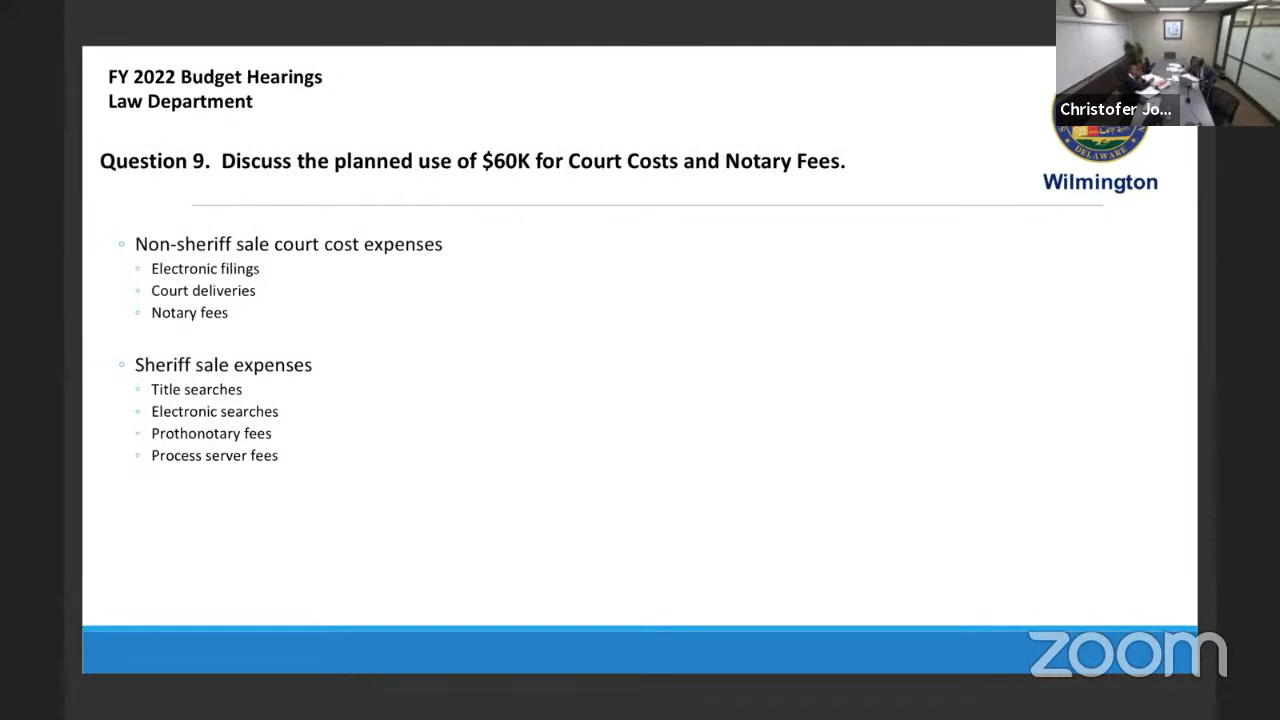 FY 2022 Budget Hearings
Law Department
Christofer Jo...
DELAWARE
Question 9. Discuss the planned use of $60K for Court Costs and Notary Fees.
Wilmington
◦ Non-sheriff sale court cost expenses
◦ Electronic filings
◦ Court deliveries
◦ Notary fees
◦ Sheriff sale expenses
◦ Title searches
◦ Electronic searches
◦ Prothonotary fees
◦ Process server fees
zoom